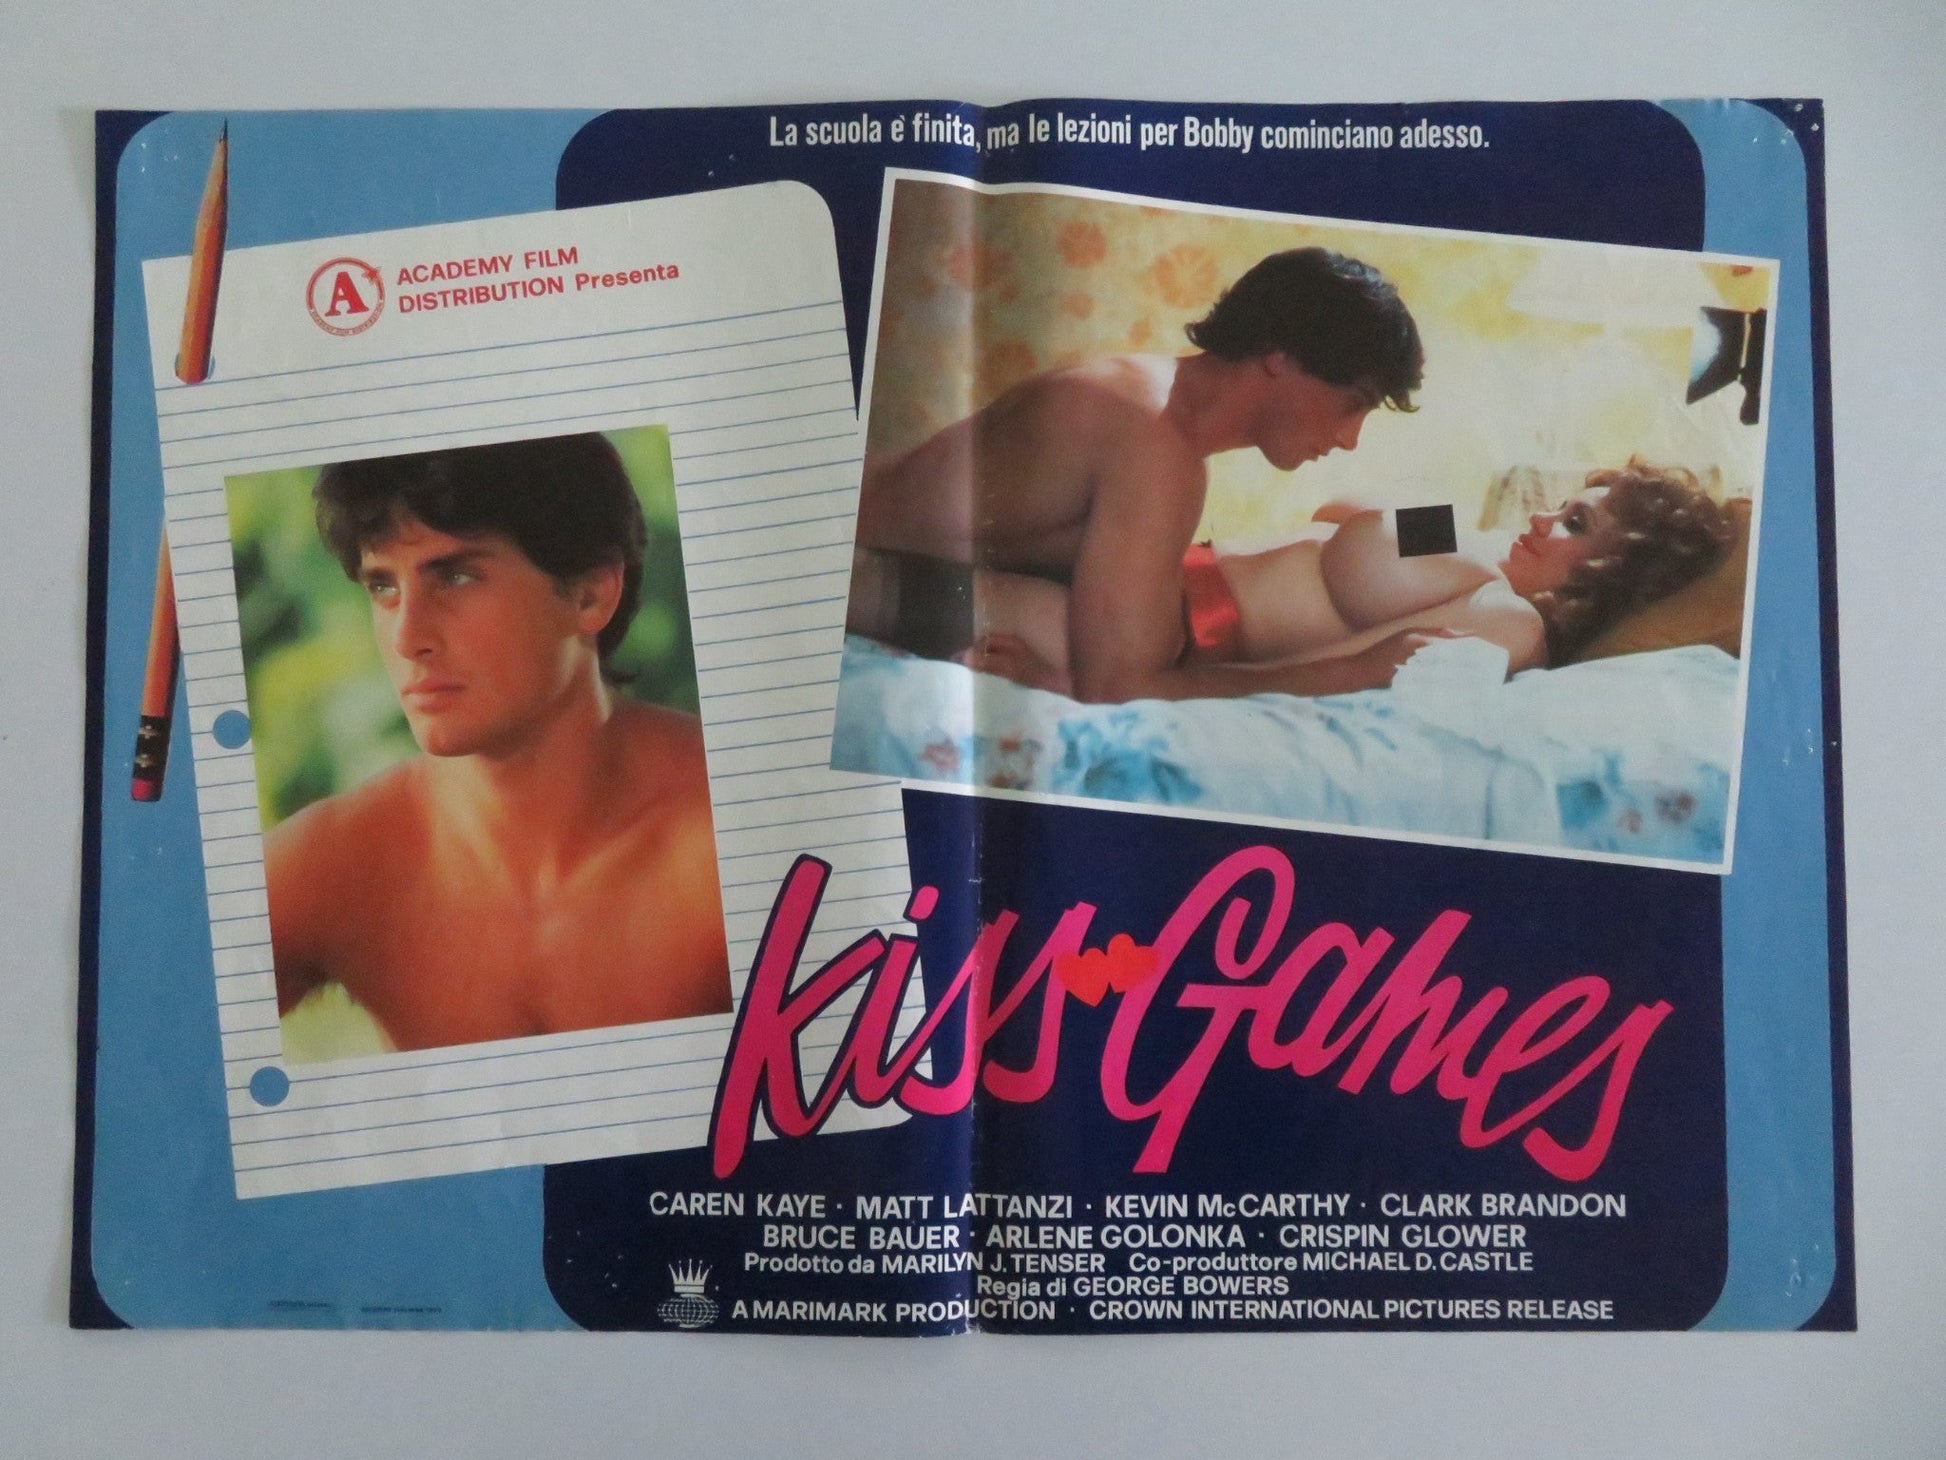 La scuola è finita, ma le lezioni per Bobby cominciano adesso.
A
ACADEMY FILM
DISTRIBUTION Presenta
Kiss Games
CAREN KAYE · MATT LATTANZI · KEVIN McCARTHY · CLARK BRANDON
BRUCE BAUER · ARLENE GOLONKA · CRISPIN GLOWER
Prodotto da MARILYN J. TENSER Co-produttore MICHAEL D. CASTLE
Regia di GEORGE BOWERS
A MARIMARK PRODUCTION · CROWN INTERNATIONAL PICTURES RELEASE